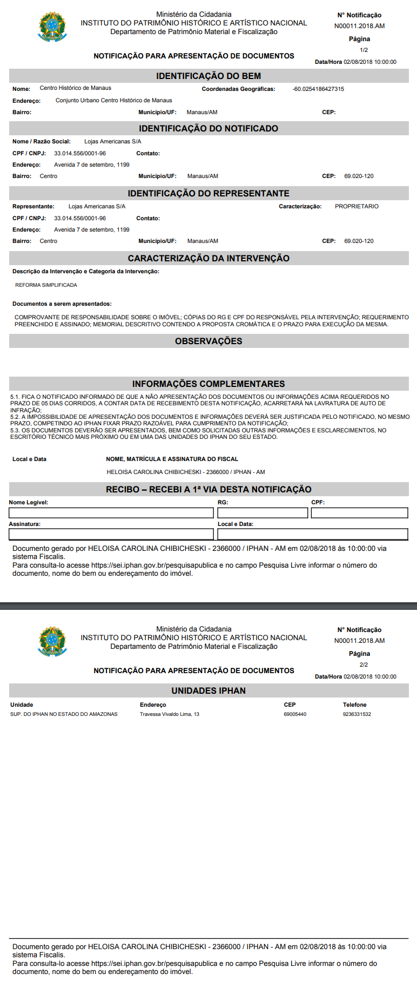 Ministério da Cidadania
INSTITUTO DO PATRIMÔNIO HISTÓRICO E ARTÍSTICO NACIONAL
Departamento de Patrimônio Material e Fiscalização
NOTIFICAÇÃO PARA APRESENTAÇÃO DE DOCUMENTOS
N° Notificação
N00011.2018.AM
Página
1/2
Data/Hora 02/08/2018 10:00:00
IDENTIFICAÇÃO DO BEM
Nome: Centro Histórico de Manaus Coordenadas Geográficas: -60.0254186427315
Endereço: Conjunto Urbano Centro Histórico de Manaus
Bairro: Município/UF: Manaus/AM CEP:
IDENTIFICAÇÃO DO NOTIFICADO
Nome / Razão Social: Lojas Americanas S/A
CPF / CNPJ: 33.014.556/0001-96 Contato:
Endereço: Avenida 7 de setembro, 1199
Bairro: Centro Município/UF: Manaus/AM CEP: 69.020-120
IDENTIFICAÇÃO DO REPRESENTANTE
Representante: Lojas Americanas S/A Caracterização: PROPRIETARIO
CPF / CNPJ: 33.014.556/0001-96 Contato:
Endereço: Avenida 7 de setembro, 1199
Bairro: Centro Município/UF: Manaus/AM CEP: 69.020-120
CARACTERIZAÇÃO DA INTERVENÇÃO
Descrição da Intervenção e Categoria da Intervenção:
REFORMA SIMPLIFICADA
Documentos a serem apresentados:
COMPROVANTE DE RESPONSABILIDADE SOBRE O IMÓVEL; CÓPIAS DO RG E CPF DO RESPONSÁVEL PELA INTERVENÇÃO; REQUERIMENTO
PREENCHIDO E ASSINADO; MEMORIAL DESCRITIVO CONTENDO A PROPOSTA CROMÁTICA E O PRAZO PARA EXECUÇÃO DA MESMA.
OBSERVAÇÕES
INFORMAÇÕES COMPLEMENTARES
5.1. FICA O NOTIFICADO INFORMADO DE QUE A NÃO APRESENTAÇÃO DOS DOCUMENTOS OU INFORMAÇÕES ACIMA REQUERIDOS NO
PRAZO DE 05 DIAS CORRIDOS, A CONTAR DATA DE RECEBIMENTO DESTA NOTIFICAÇÃO, ACARRETARÁ NA LAVRATURA DE AUTO DE
INFRAÇÃO;
5.2. A IMPOSSIBILIDADE DE APRESENTAÇÃO DOS DOCUMENTOS E INFORMAÇÕES DEVERÁ SER JUSTIFICADA PELO NOTIFICADO, NO MESMO
PRAZO, COMPETINDO AO IPHAN FIXAR PRAZO RAZOÁVEL PARA CUMPRIMENTO DA NOTIFICAÇÃO;
5.3. OS DOCUMENTOS DEVERÃO SER APRESENTADOS, BEM COMO SOLICITADAS OUTRAS INFORMAÇÕES E ESCLARECIMENTOS, NO
ESCRITÓRIO TÉCNICO MAIS PRÓXIMO OU EM UMA DAS UNIDADES DO IPHAN DO SEU ESTADO.
Local e Data NOME, MATRÍCULA E ASSINATURA DO FISCAL
HELOISA CAROLINA CHIBICHESKI - 2366000 / IPHAN - AM
RECIBO – RECEBI A 1ª VIA DESTA NOTIFICAÇÃO
Nome Legível: RG: CPF:
Assinatura: Local e Data:
Documento gerado por HELOISA CAROLINA CHIBICHESKI - 2366000 / IPHAN - AM em 02/08/2018 às 10:00:00 via
sistema Fiscalis.
Para consulta-lo acesse https://sei.iphan.gov.br/pesquisapublica e no campo Pesquisa Livre informar o número do
documento, nome do bem ou endereçamento do imóvel.
Ministério da Cidadania
INSTITUTO DO PATRIMÔNIO HISTÓRICO E ARTÍSTICO NACIONAL
Departamento de Patrimônio Material e Fiscalização
NOTIFICAÇÃO PARA APRESENTAÇÃO DE DOCUMENTOS
N° Notificação
N00011.2018.AM
Página
2/2
Data/Hora 02/08/2018 10:00:00
UNIDADES IPHAN
Unidade Endereço CEP Telefone
SUP. DO IPHAN NO ESTADO DO AMAZONAS Travessa Vivaldo Lima, 13 69005440 9236331532
Documento gerado por HELOISA CAROLINA CHIBICHESKI - 2366000 / IPHAN - AM em 02/08/2018 às 10:00:00 via
sistema Fiscalis.
Para consulta-lo acesse https://sei.iphan.gov.br/pesquisapublica e no campo Pesquisa Livre informar o número do
documento, nome do bem ou endereçamento do imóvel.